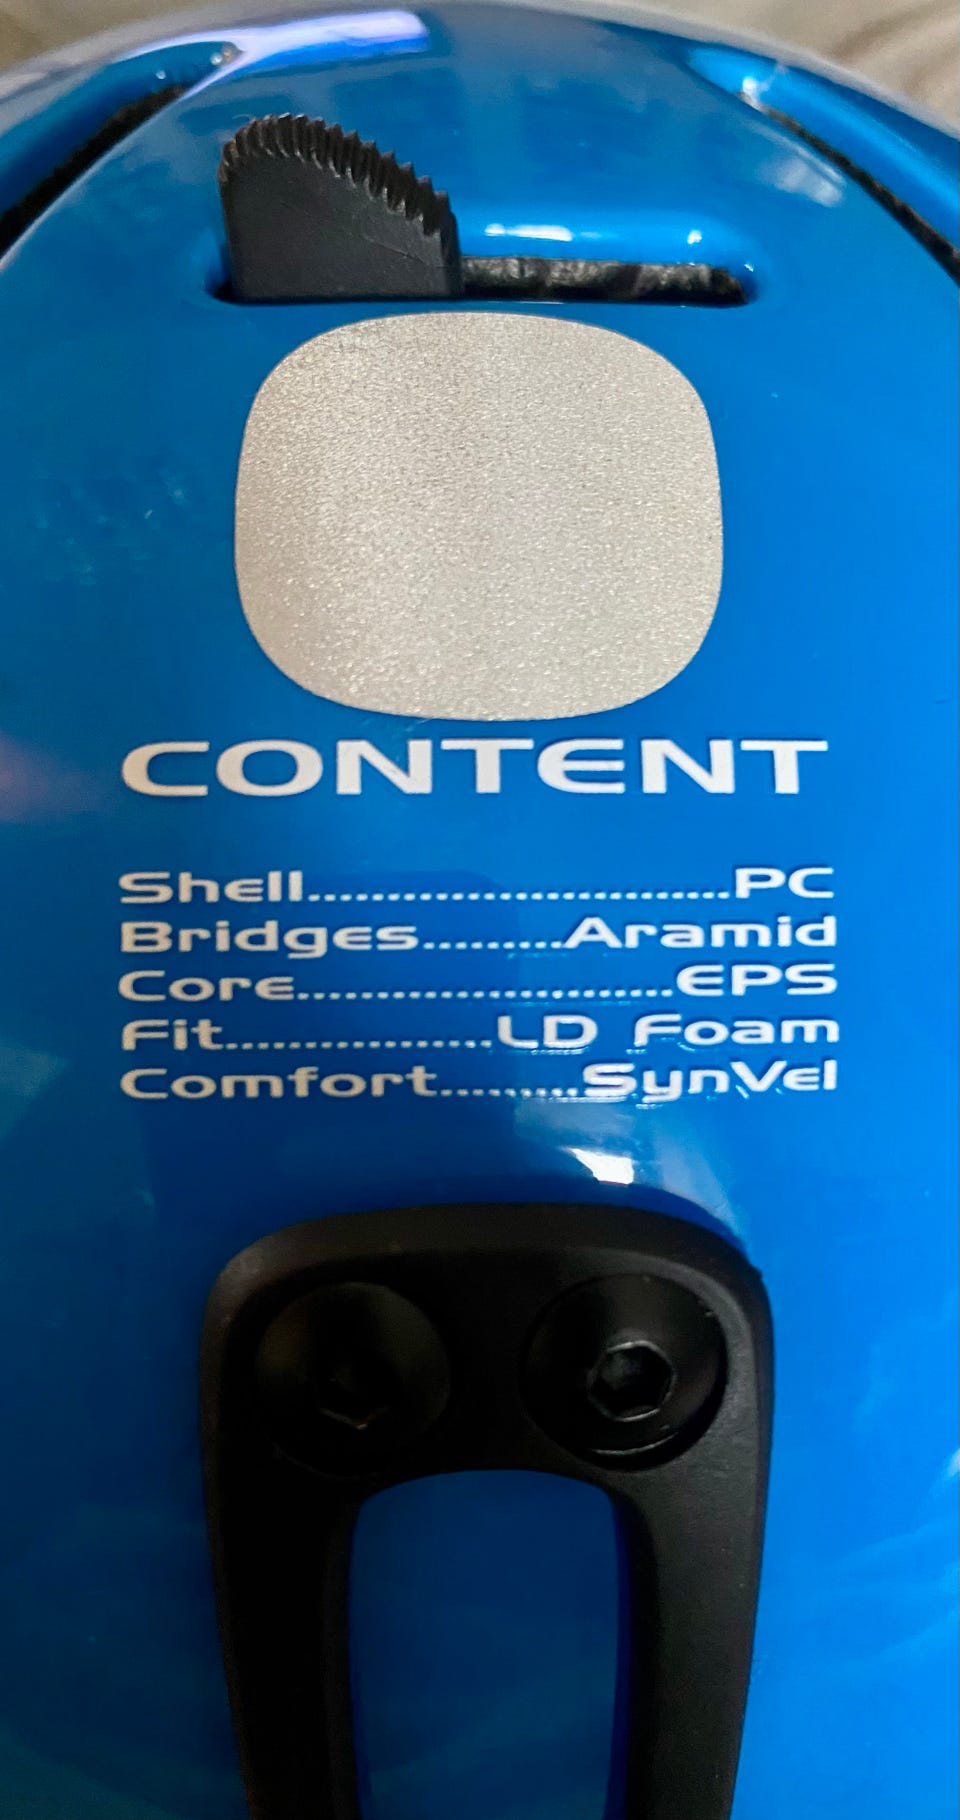 CONTENT
Shell...........................PC
Bridges.........Aramid
Core........................EPS
Fit.................LD Foam
Comfort.........SynVel